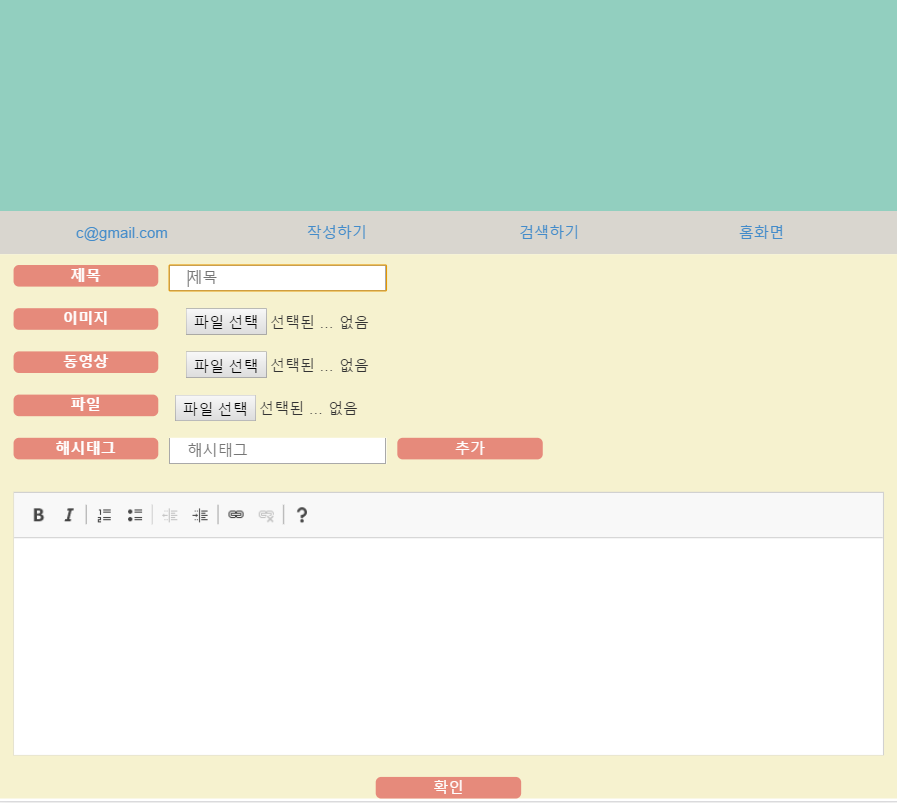 c@gmail.com 작성하기 검색하기 홈화면
제목 제목
이미지 파일 선택 선택된 ... 없음
동영상 파일 선택 선택된 ... 없음
파일 파일 선택 선택된 ... 없음
해시태그 해시태그 추가
B I ?
확인